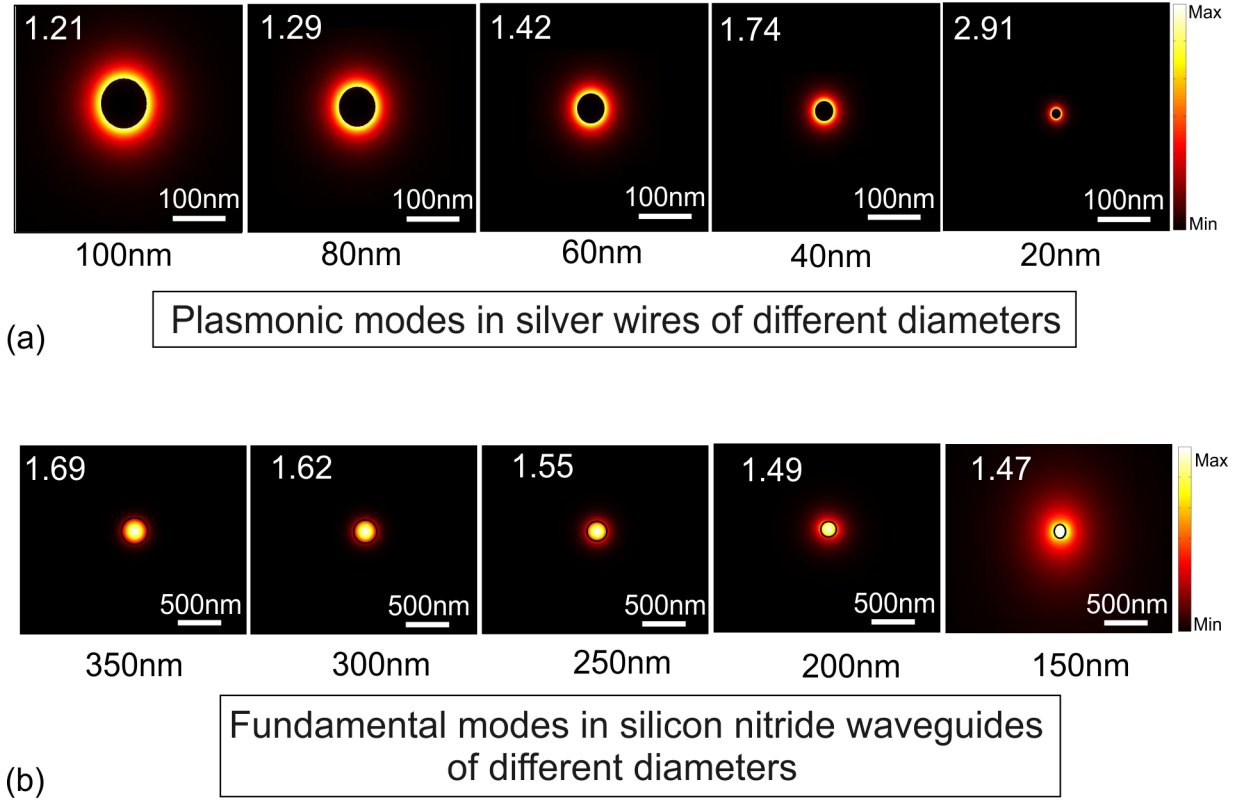 1.21 1.29 1.42 1.74 2.91 Max
100nm 100nm 100nm 100nm 100nm Min
100nm 80nm 60nm 40nm 20nm
Plasmonic modes in silver wires of different diameters
(a)
1.69 1.62 1.55 1.49 1.47 Max
500nm 500nm 500nm 500nm 500nm Min
350nm 300nm 250nm 200nm 150nm
Fundamental modes in silicon nitride waveguides
of different diameters
(b)